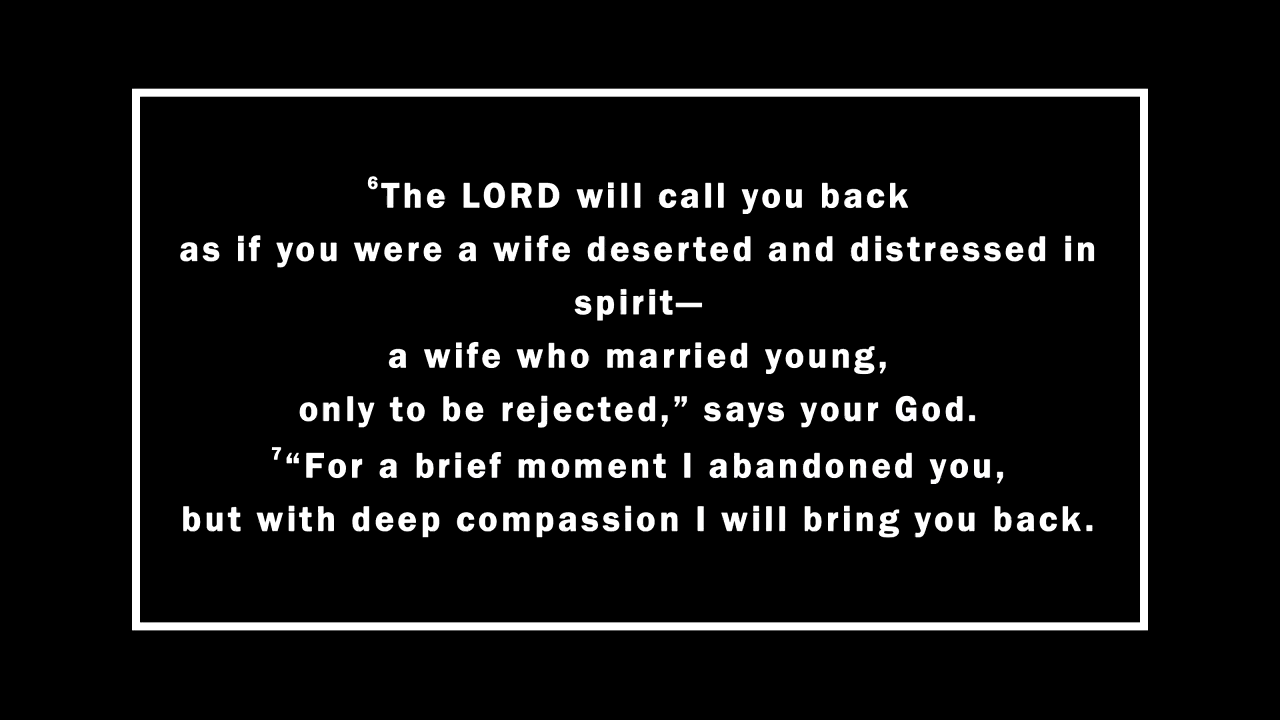 ⁶The LORD will call you back
as if you were a wife deserted and distressed in
spirit—
a wife who married young,
only to be rejected,” says your God.
⁷“For a brief moment I abandoned you,
but with deep compassion I will bring you back.